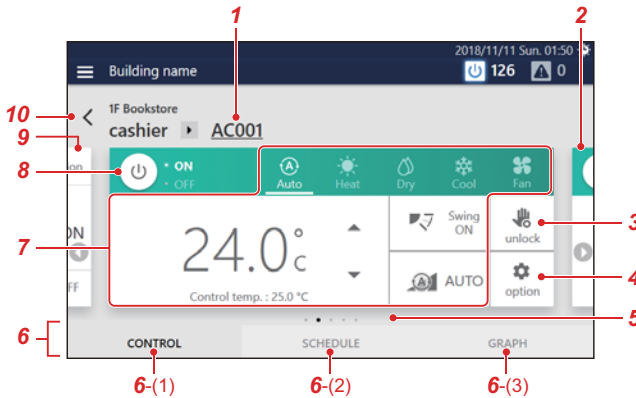 1
2
2018/11/11 Sun. 01:50
Building name
126
0
10
1F Bookstore
cashier AC001
9
on
8
ON
OFF
A
Auto
Heat
Dry
Cool
Fan
7
ON
24.0°c
Swing
ON
unlock
3
FF
Control temp. : 25.0 °C
A
AUTO
option
4
5
6
CONTROL
SCHEDULE
GRAPH
6-(1)
6-(2)
6-(3)